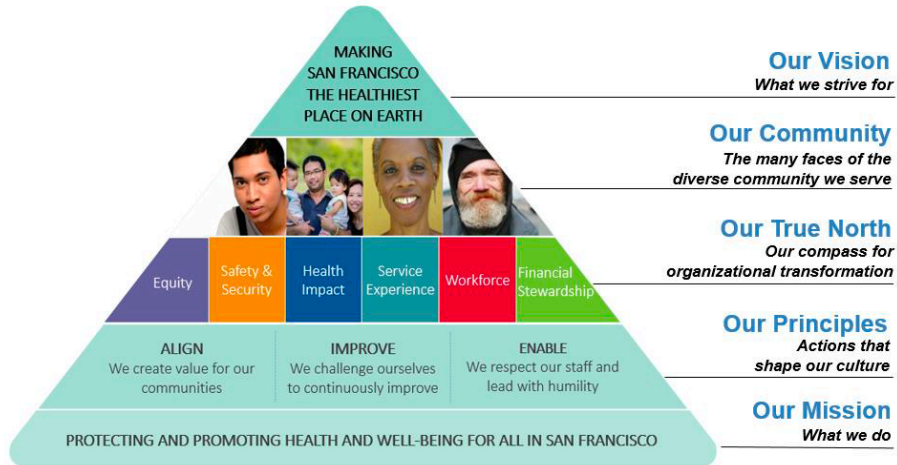 MAKING
SAN FRANCISCO
THE HEALTHIEST
PLACE ON EARTH
Our Vision
What we strive for
Our Community
The many faces of the
diverse community we serve
Equity
Safety &
Security
Health
Impact
Service
Experience
Workforce
Financial
Stewardship
Our True North
Our compass for
organizational transformation
ALIGN
We create value for our
communities
IMPROVE
We challenge ourselves
to continuously improve
ENABLE
We respect our staff and
lead with humility
Our Principles
Actions that
shape our culture
PROTECTING AND PROMOTING HEALTH AND WELL-BEING FOR ALL IN SAN FRANCISCO
Our Mission
What we do